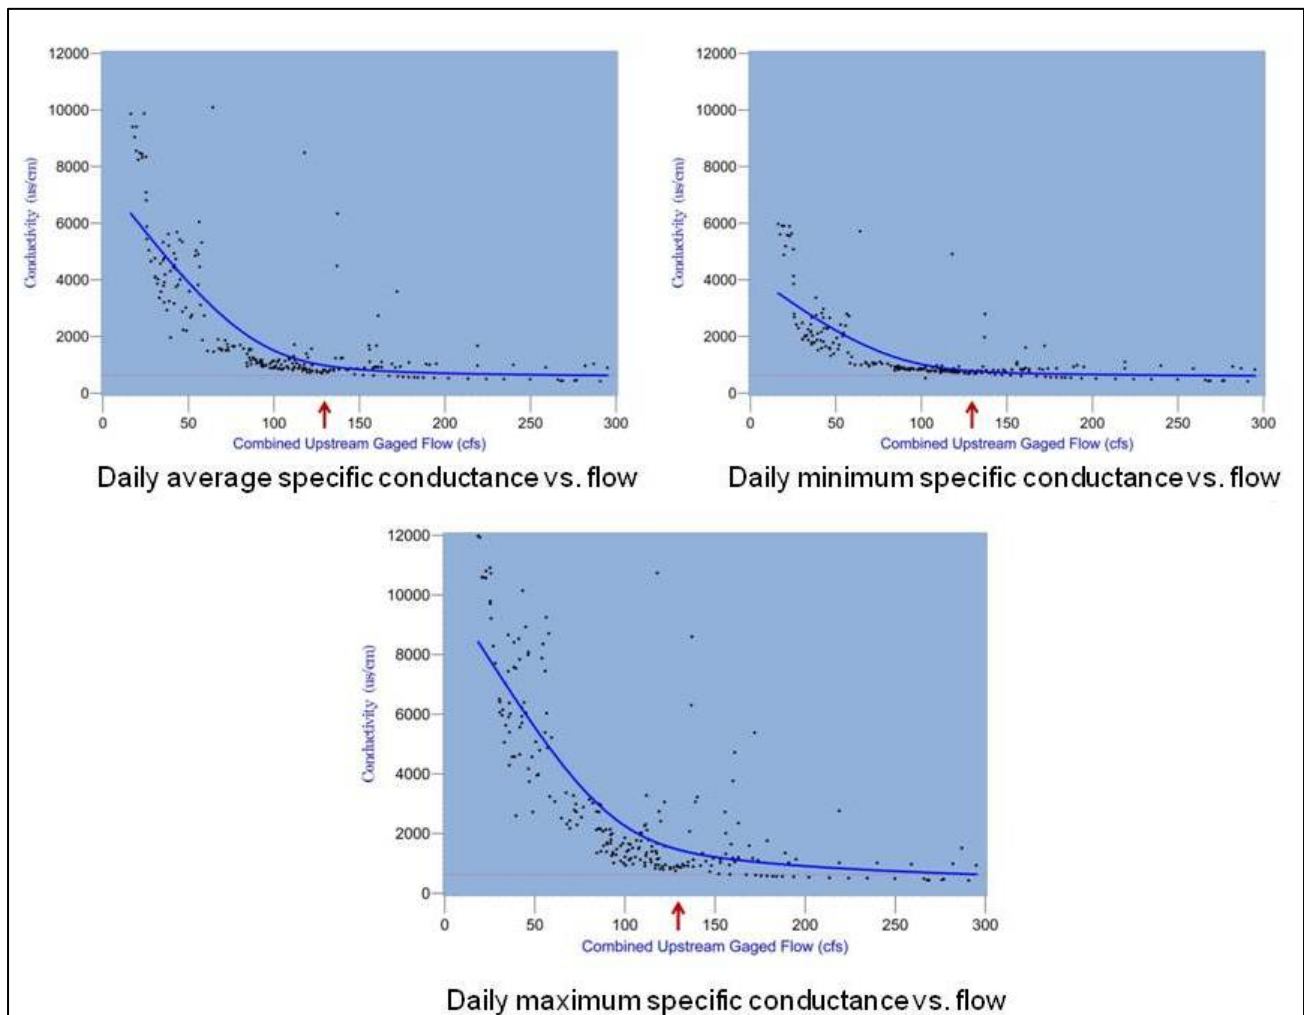 12000
10000
8000
6000
4000
2000
0
Conductivity (us/cm)
0 50 100 150 200 250 300
Combined Upstream Gaged Flow (cfs)
Daily average specific conductance vs. flow
12000
10000
8000
6000
4000
2000
0
Conductivity (us/cm)
0 50 100 150 200 250 300
Combined Upstream Gaged Flow (cfs)
Daily minimum specific conductance vs. flow
12000
10000
8000
6000
4000
2000
0
Conductivity (us/cm)
0 50 100 150 200 250 300
Combined Upstream Gaged Flow (cfs)
Daily maximum specific conductance vs. flow